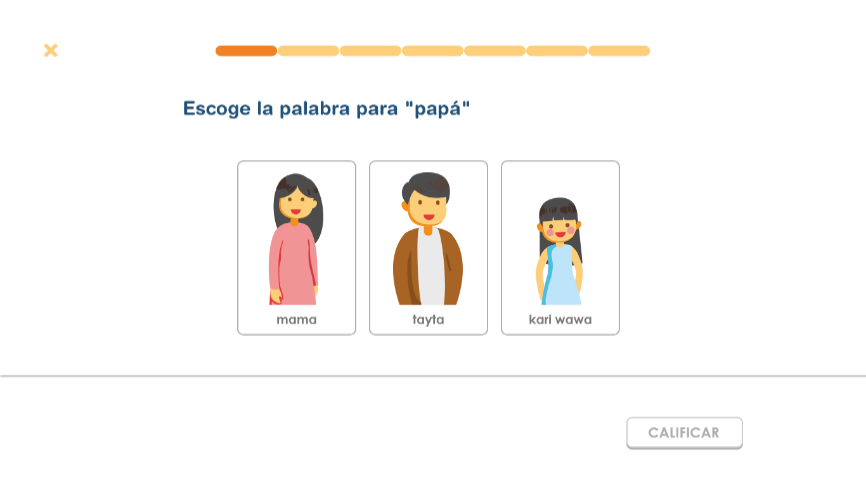 Escoge la palabra para "papá"
mama
tayta
kari wawa
CALIFICAR